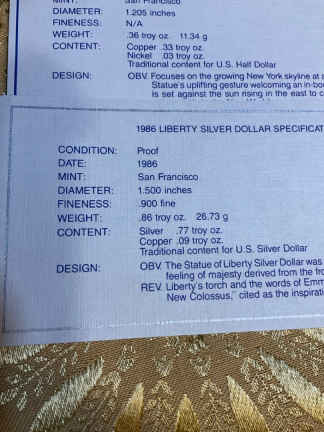 MINT: San Francisco
DIAMETER: 1.205 inches
FINENESS: N/A
WEIGHT: .36 troy oz. 11.34 g
CONTENT: Copper .33 troy oz.
Nickel .03 troy oz.
Traditional content for U.S. Half Dollar
DESIGN: OBV. Focuses on the growing New York skyline at
Statue's uplifting gesture welcoming an in-bo
is set against the sun rising in the east to c
1986 LIBERTY SILVER DOLLAR SPECIFICAT
CONDITION: Proof
DATE: 1986
MINT: San Francisco
DIAMETER: 1.500 inches
FINENESS: .900 fine
WEIGHT: .86 troy oz. 26.73 g
CONTENT: Silver .77 troy oz.
Copper .09 troy oz.
Traditional content for U.S. Silver Dollar
DESIGN: OBV. The Statue of Liberty Silver Dollar was
feeling of majesty derived from the fro
REV. Liberty's torch and the words of Emm
New Colossus," cited as the inspirati